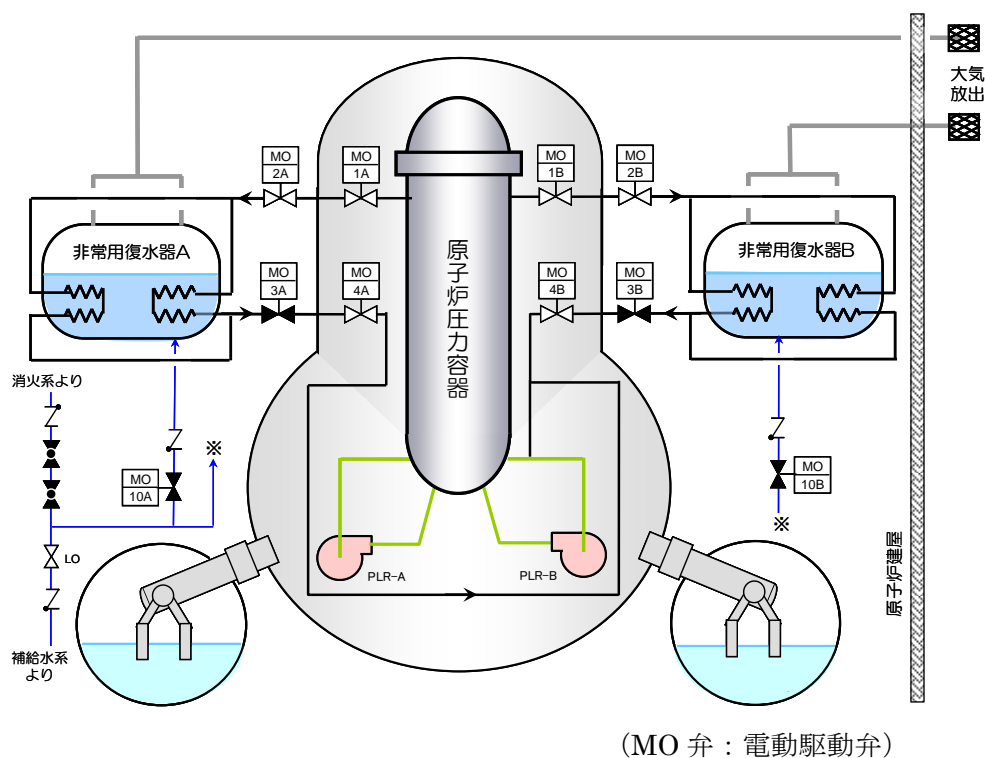 大気
放出
MO
2A
MO
1A
MO
1B
MO
2B
非常用復水器A
原子炉圧力容器
非常用復水器B
MO
3A
MO
4A
MO
4B
MO
3B
消火系より
※
MO
10A
MO
10B
※
LO
PLR-A
PLR-B
原子炉建屋
補給水系
より
(MO 弁：電動駆動弁)